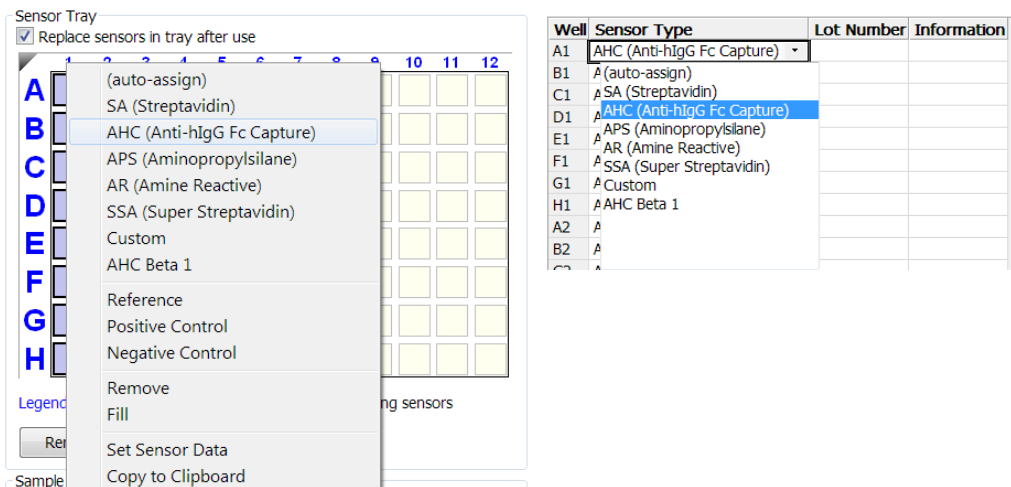 Sensor Tray
Replace sensors in tray after use
1 2 3 4 5 6 7 8 9 10 11 12
A
B
C
D
E
F
G
H
(auto-assign)
SA (Streptavidin)
AHC (Anti-hIgG Fc Capture)
APS (Aminopropylsilane)
AR (Amine Reactive)
SSA (Super Streptavidin)
Custom
AHC Beta 1
Reference
Positive Control
Negative Control
Remove
Fill
Set Sensor Data
Copy to Clipboard
Legend
ng sensors
Rem
Sample
Well Sensor Type Lot Number Information
A1 AHC (Anti-hIgG Fc Capture)
B1 A
C1 A
D1 A
E1 A
F1 A
G1 A
H1 A
A2 A
B2 A
(auto-assign)
SA (Streptavidin)
AHC (Anti-hIgG Fc Capture)
APS (Aminopropylsilane)
AR (Amine Reactive)
SSA (Super Streptavidin)
Custom
AHC Beta 1